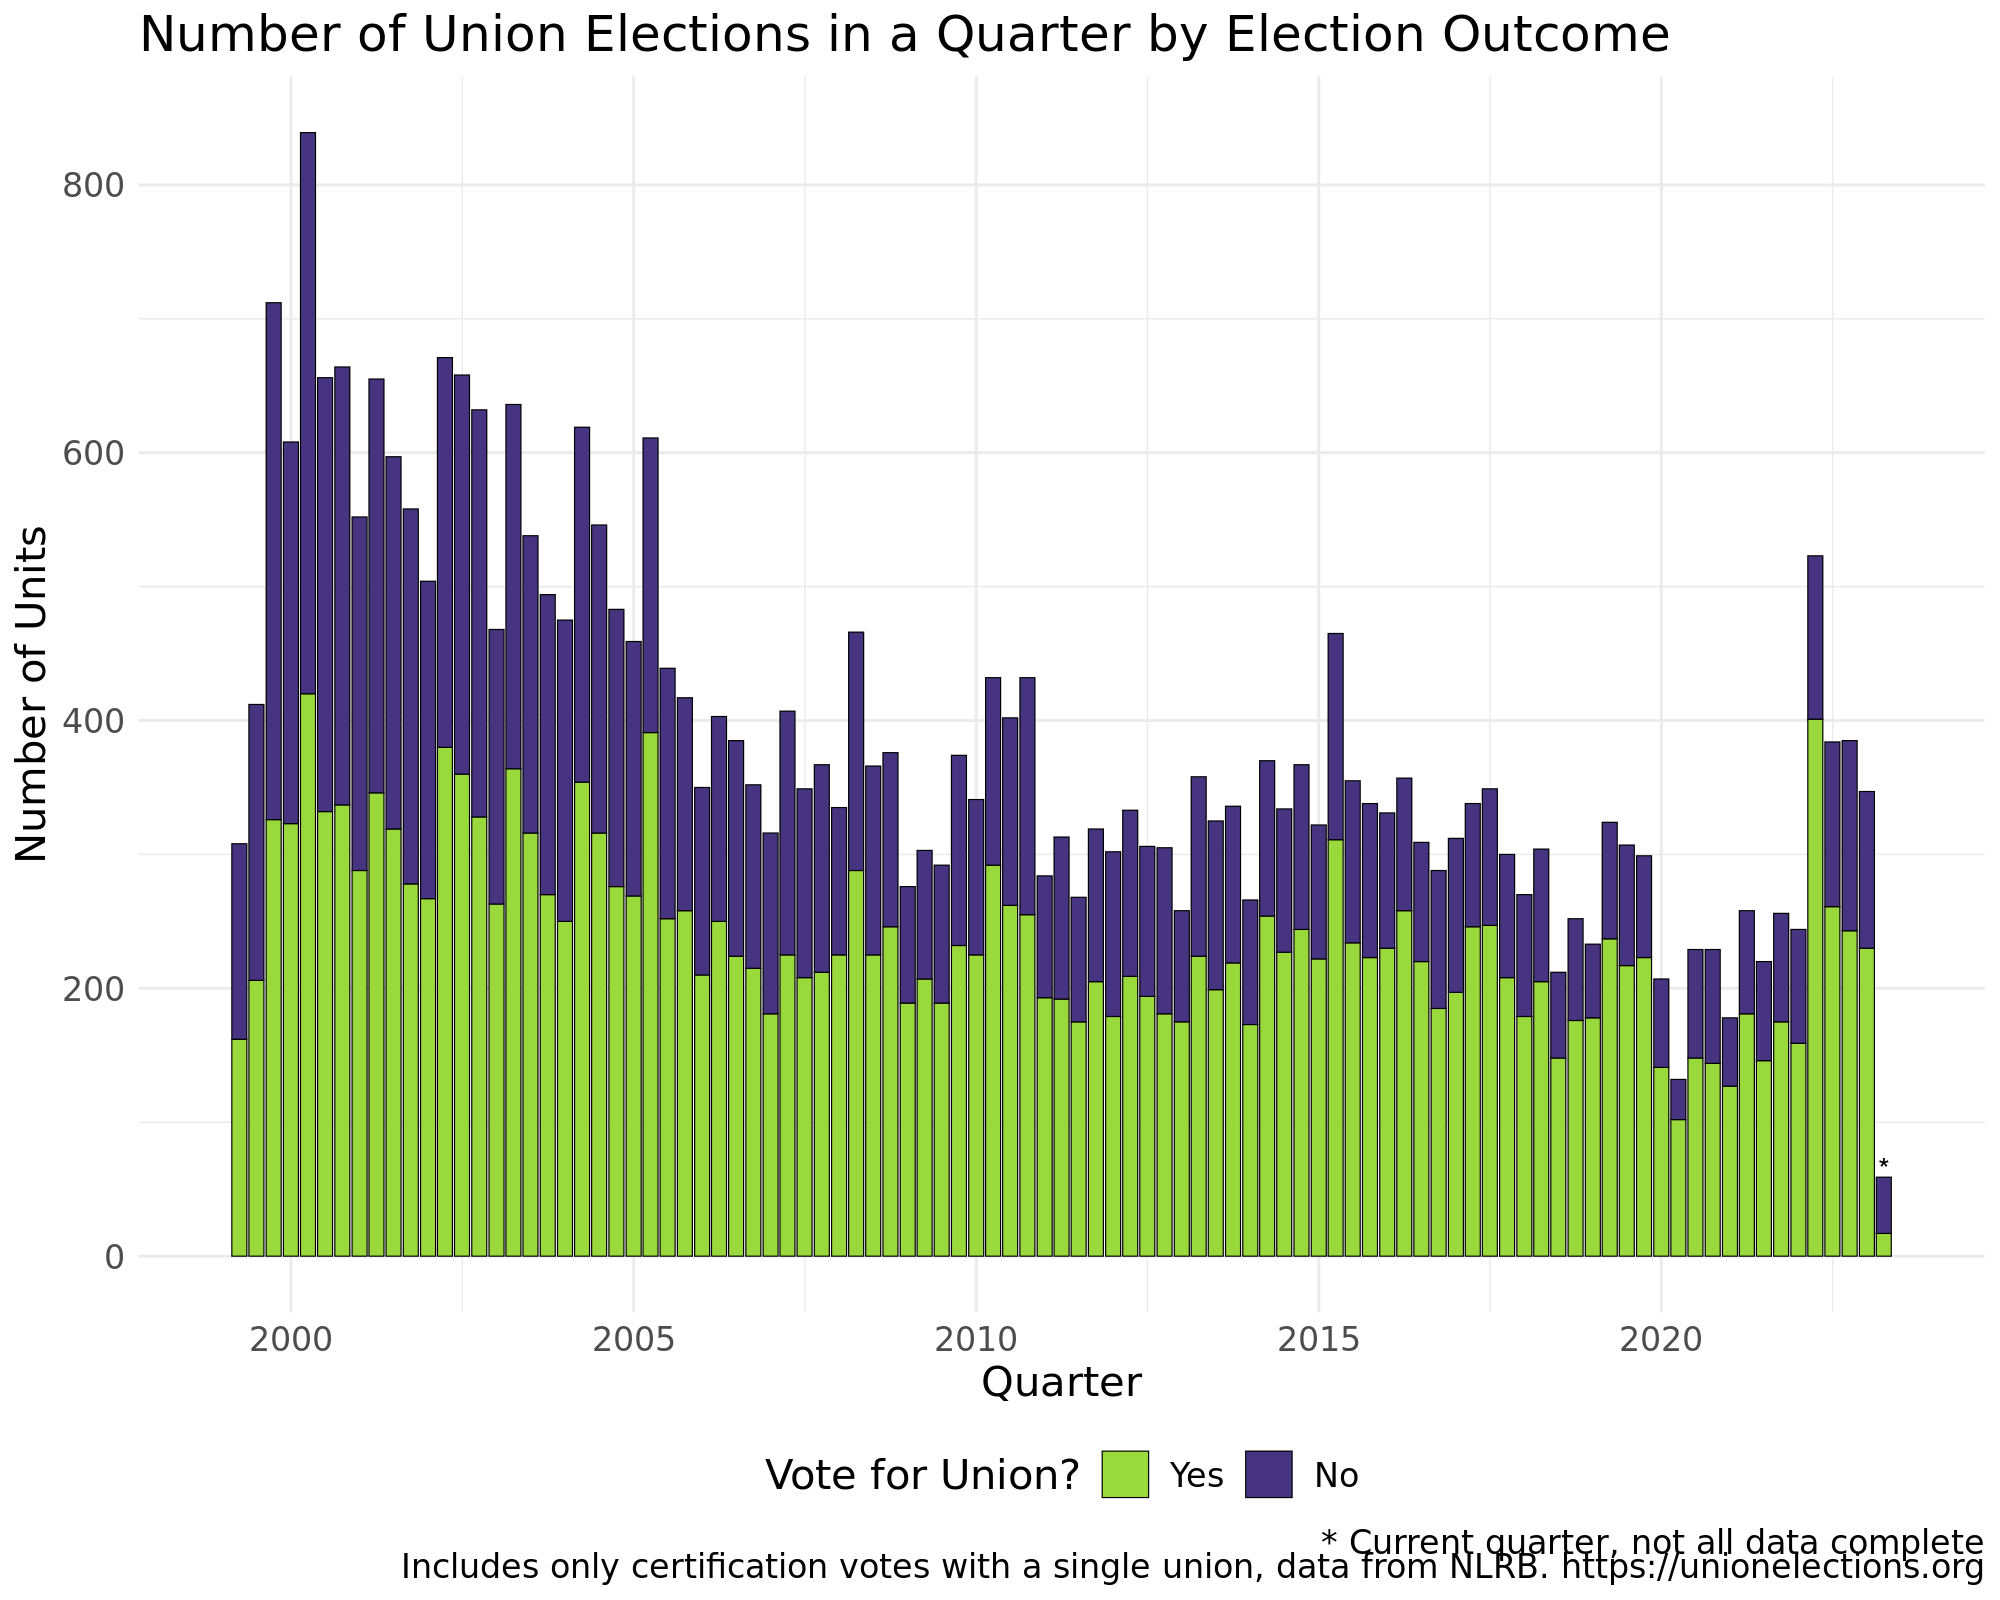 Number of Union Elections in a Quarter by Election Outcome
Number of Units
800
600
400
200
0
*
2000 2005 2010 2015 2020
Quarter
Vote for Union? Yes No
* Current quarter, not all data complete
Includes only certification votes with a single union, data from NLRB. https://unionelections.org